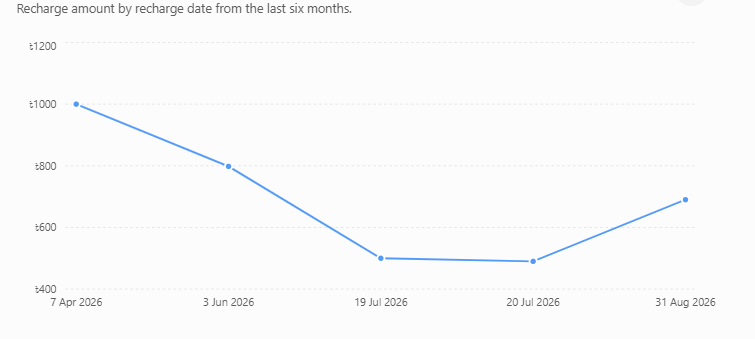 Recharge amount by recharge date from the last six months.
৳1200
৳1000
৳800
৳600
৳400
7 Apr 2026 3 Jun 2026 19 Jul 2026 20 Jul 2026 31 Aug 2026